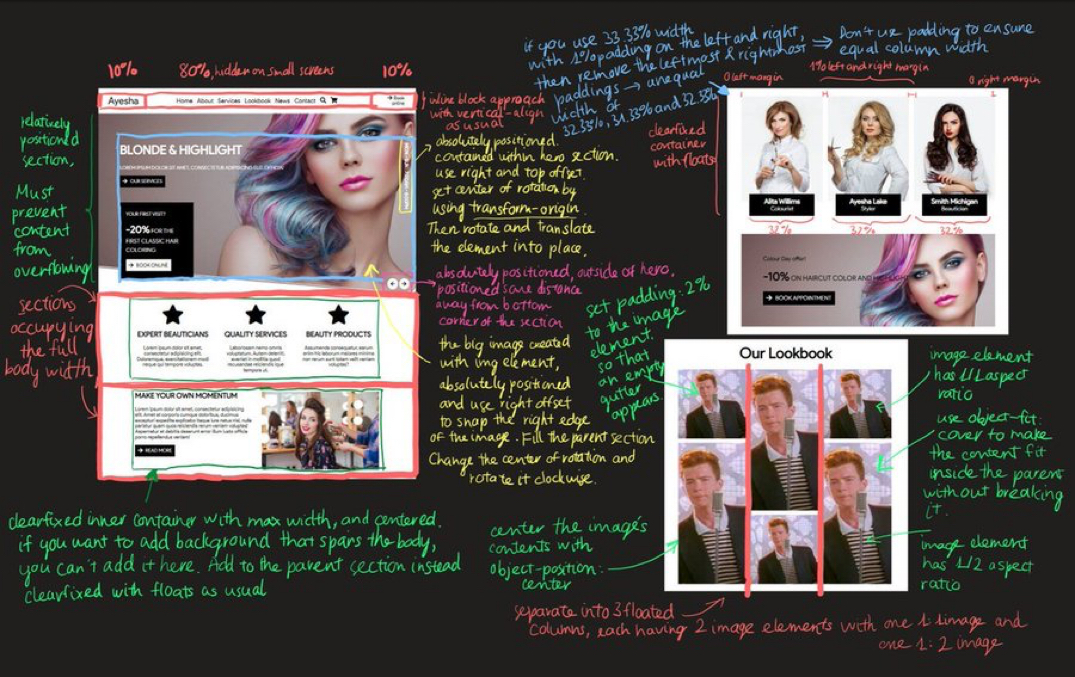 10%
80%, hidden on small screens
10%
Ayesha
Home About Services Lookbook News Contact
Book online
relatively
positioned
section,
Must
prevent
content
from
overflowing
BLONDE & HIGHLIGHT
LOREM IPSUM DOLOR SIT AMET, CONSECTETUR ADIPISICING ELIT OMNISN
OUR SERVICES
YOUR FIRST VISIT?
-20% FOR THE
FIRST CLASSIC HAIR
COLORING
BOOK ONLINE
sections
occupying
the full
body width
EXPERT BEAUTICIANS
Lorem ipsum dolor sit amet,
consectetur adipisicing elit.
QUALITY SERVICES
BEAUTY PRODUCTS
MAKE YOUR OWN MOMENTUM
Lorem ipsum dolor sit amet, consectetur adipisicing
READ MORE
clearfixed inner container with max width, and centered.
if you want to add background that spans the body,
you can't add it here. Add to the parent section instead
clearfixed with floats as usual
inline block approach
with vertical-align
as usual
absolutely positioned.
contained within hero section.
use right and top offset.
set center of rotation by
using transform-origin.
Then rotate and translate
the element into place.
absolutely positioned, outside of hero,
positioned some distance
away from bottom
corner of the section
the big image created
with img element,
absolutely positioned
and use right offset
to snap the right edge
of the image. Fill the parent section
Change the center of rotation and
rotate it clockwise.
if you use 33.33% width
with 1% padding on the left and right,
then remove the leftmost & rightmost
paddings → unequal
width of
32.33%, 31.33% and 32.33%
⇒ Don't use padding to ensure
equal column width
0 left margin
1% left and right margin
0 right margin
clearfixed
container
with floats
Alita Willims
Colourist
Ayesha Lake
Styler
Smith Michigan
Beautician
32%
32%
32%
Colour Day offer!
-10% ON HAIRCUT COLOR AND HIGHLIGHT
BOOK APPOINTMENT
set padding: 2%
to the image
element
so that
an empty
gutter
appears.
Our Lookbook
image element
has 1/1 aspect
ratio
use object-fit:
cover to make
the content fit
inside the parent
without breaking
it.
image element
has 1/2 aspect
ratio
center the image's
contents with
object-position:
center
separate into 3 floated
columns, each having 2 image elements with one 1:1 image and
one 1:2 image